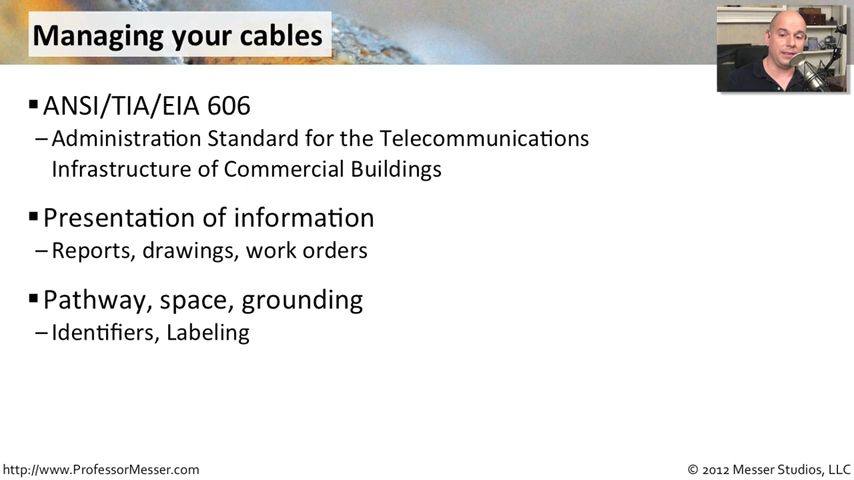 Managing your cables
▪ANSI/TIA/EIA 606
–Administration Standard for the Telecommunications
Infrastructure of Commercial Buildings
▪Presentation of information
–Reports, drawings, work orders
▪Pathway, space, grounding
–Identifiers, Labeling
http://www.ProfessorMesser.com
© 2012 Messer Studios, LLC